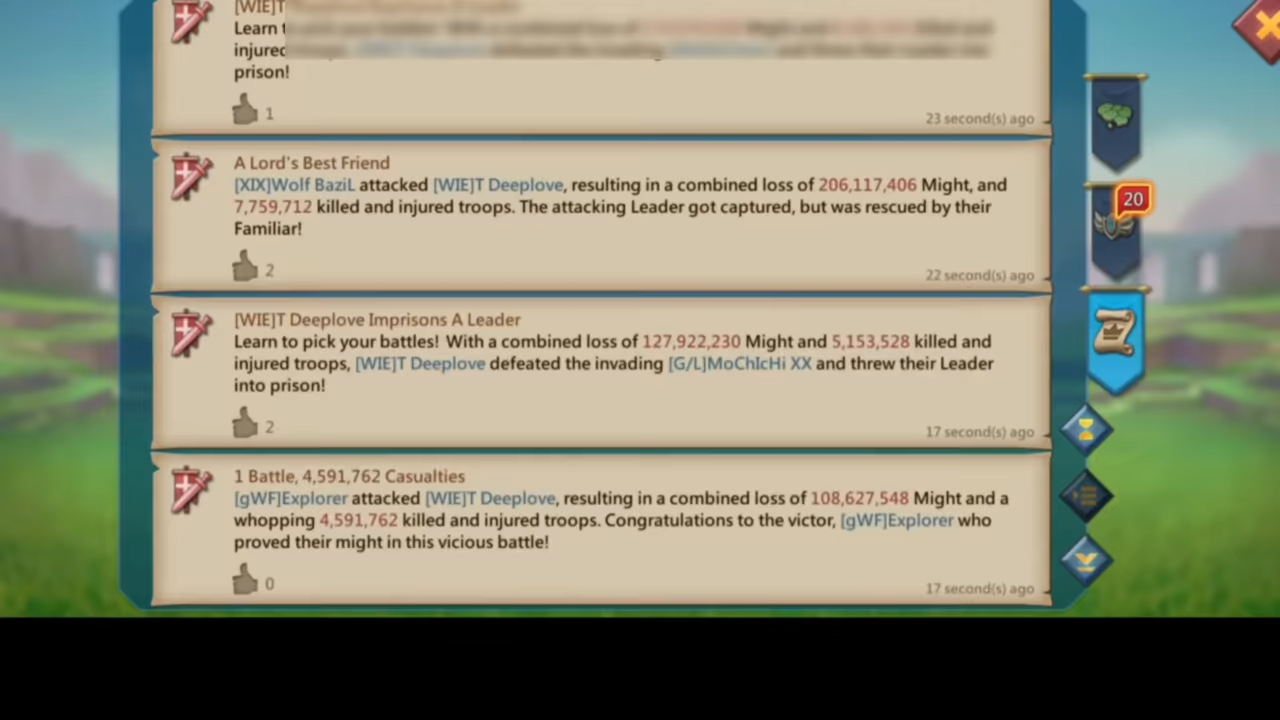 [WIE]T
Learn
injured
prison!
1
23 second(s) ago
A Lord's Best Friend
[XIX]Wolf BaziL attacked [WIE]T Deeplove, resulting in a combined loss of 206,117,406 Might, and
7,759,712 killed and injured troops. The attacking Leader got captured, but was rescued by their
Familiar!
2
22 second(s) ago
20
[WIE]T Deeplove Imprisons A Leader
Learn to pick your battles! With a combined loss of 127,922,230 Might and 5,153,528 killed and
injured troops, [WIE]T Deeplove defeated the invading [G/L]MoChIcHi XX and threw their Leader
into prison!
2
17 second(s) ago
1 Battle, 4,591,762 Casualties
[gWF]Explorer attacked [WIE]T Deeplove, resulting in a combined loss of 108,627,548 Might and a
whopping 4,591,762 killed and injured troops. Congratulations to the victor, [gWF]Explorer who
proved their might in this vicious battle!
0
17 second(s) ago